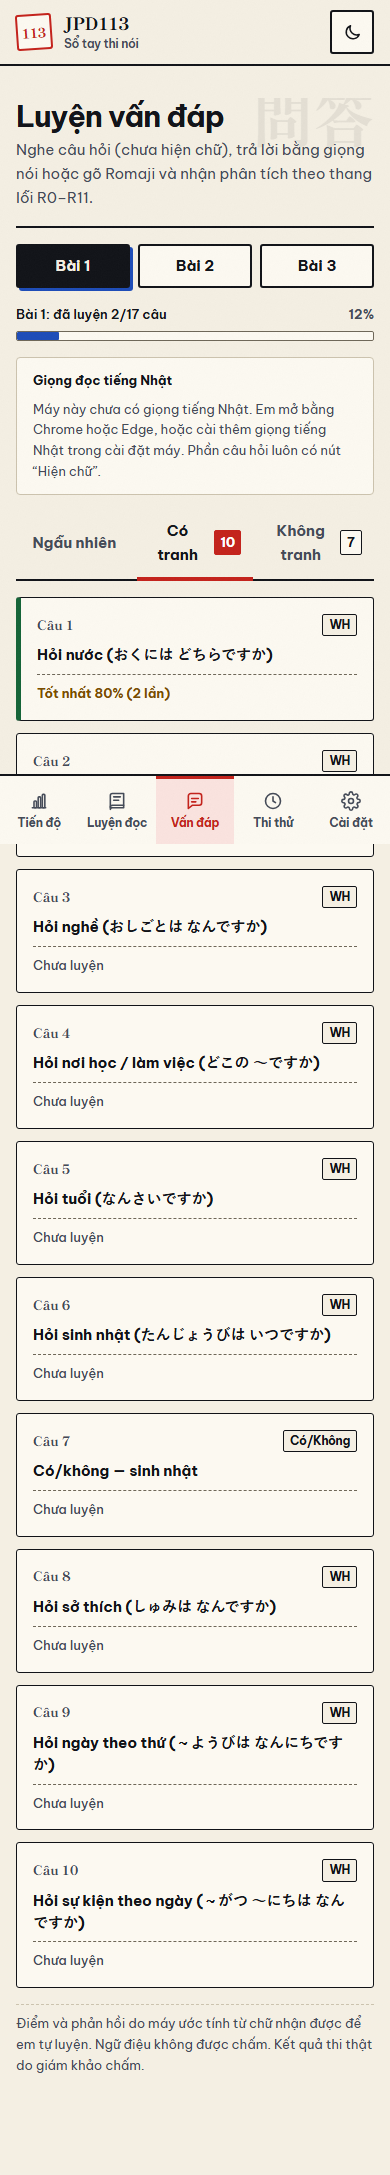 113
JPD113
Sổ tay thi nói
問答
Luyện vấn đáp
Nghe câu hỏi (chưa hiện chữ), trả lời bằng giọng
nói hoặc gõ Romaji và nhận phân tích theo thang
lỗi R0–R11.
Bài 1
Bài 2
Bài 3
Bài 1: đã luyện 2/17 câu
12%
Giọng đọc tiếng Nhật
Máy này chưa có giọng tiếng Nhật. Em mở bằng
Chrome hoặc Edge, hoặc cài thêm giọng tiếng
Nhật trong cài đặt máy. Phần câu hỏi luôn có nút
“Hiện chữ”.
Ngẫu nhiên
Có
tranh
10
Không
tranh
7
Câu 1
WH
Hỏi nước (おくには どちらですか)
Tốt nhất 80% (2 lần)
Câu 2
WH
Tiến độ
Luyện đọc
Vấn đáp
Thi thử
Cài đặt
Câu 3
WH
Hỏi nghề (おしごとは なんですか)
Chưa luyện
Câu 4
WH
Hỏi nơi học / làm việc (どこの ～ですか)
Chưa luyện
Câu 5
WH
Hỏi tuổi (なんさいですか)
Chưa luyện
Câu 6
WH
Hỏi sinh nhật (たんじょうびは いつですか)
Chưa luyện
Câu 7
Có/Không
Có/không — sinh nhật
Chưa luyện
Câu 8
WH
Hỏi sở thích (しゅみは なんですか)
Chưa luyện
Câu 9
WH
Hỏi ngày theo thứ (~ようびは なんにちです
か)
Chưa luyện
Câu 10
WH
Hỏi sự kiện theo ngày (~がつ ～にちは なん
ですか)
Chưa luyện
Điểm và phản hồi do máy ước tính từ chữ nhận được để
em tự luyện. Ngữ điệu không được chấm. Kết quả thi thật
do giám khảo chấm.